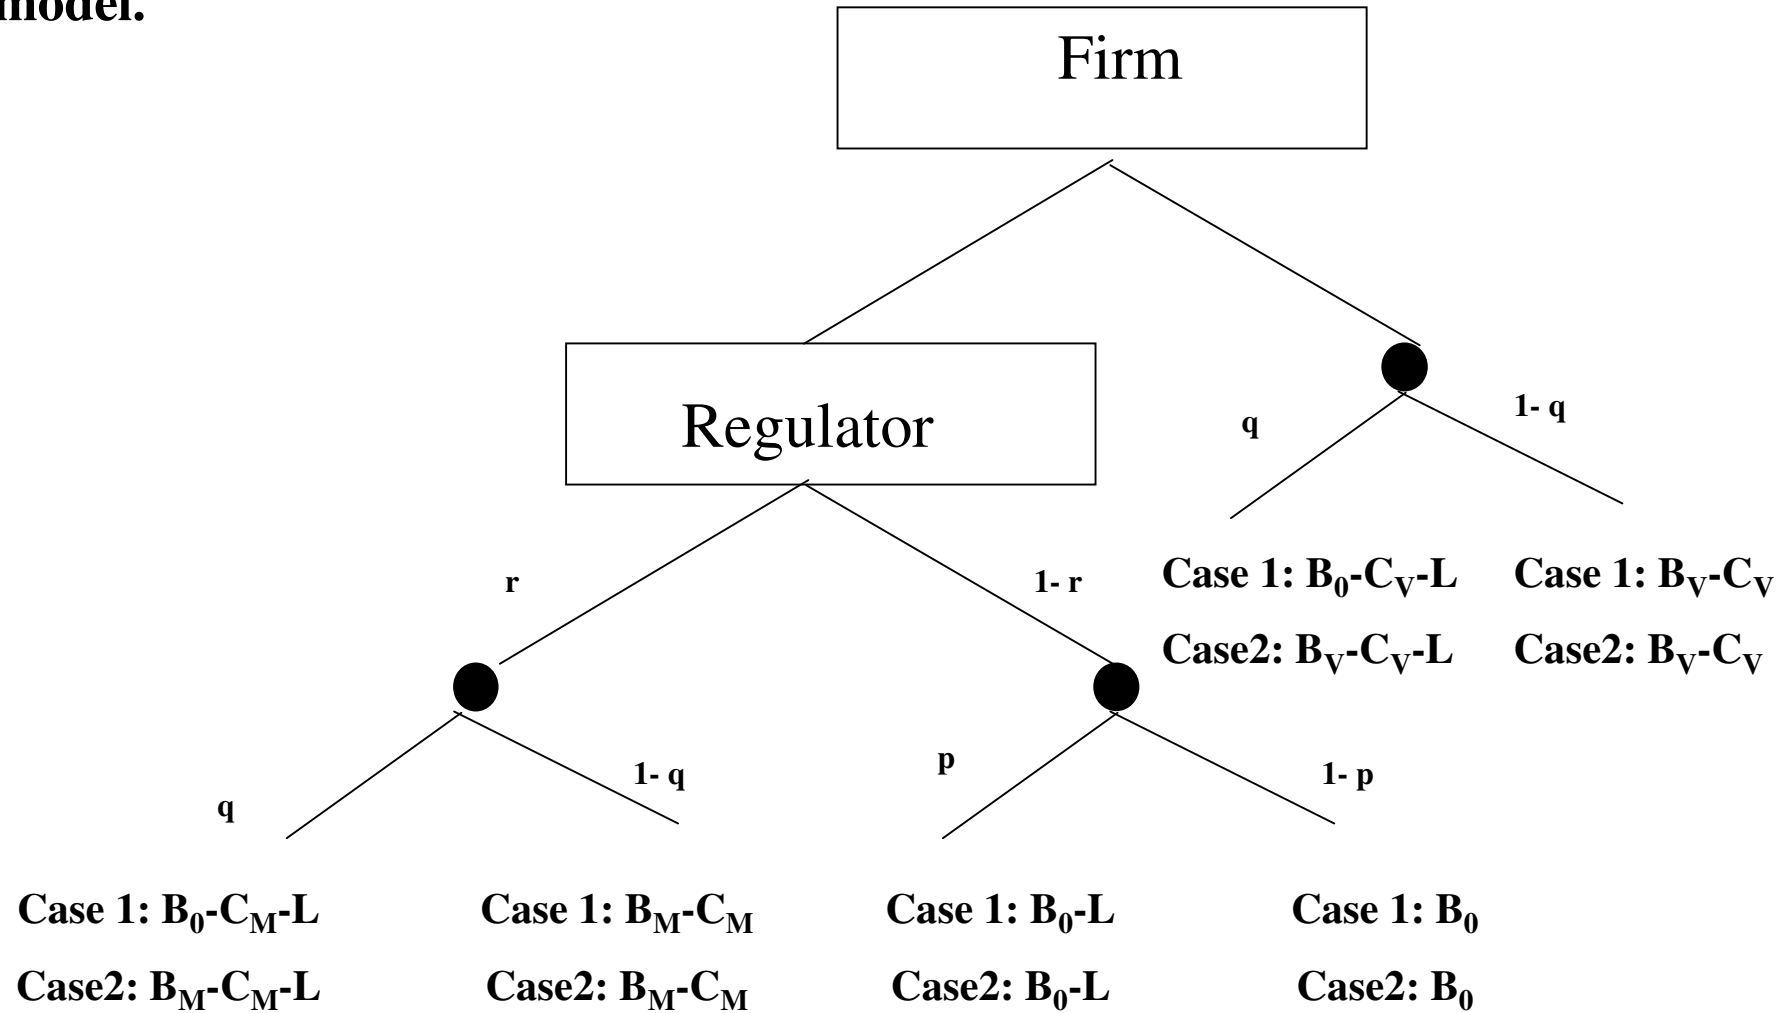 model.
Firm
Regulator
q
1- q
Case 1: B0-CV-L
Case 1: BV-CV
Case2: BV-CV-L
Case2: BV-CV
r
1- r
q
1- q
p
1- p
Case 1: B0-CM-L
Case 1: BM-CM
Case 1: B0-L
Case 1: B0
Case2: BM-CM-L
Case2: BM-CM
Case2: B0-L
Case2: B0